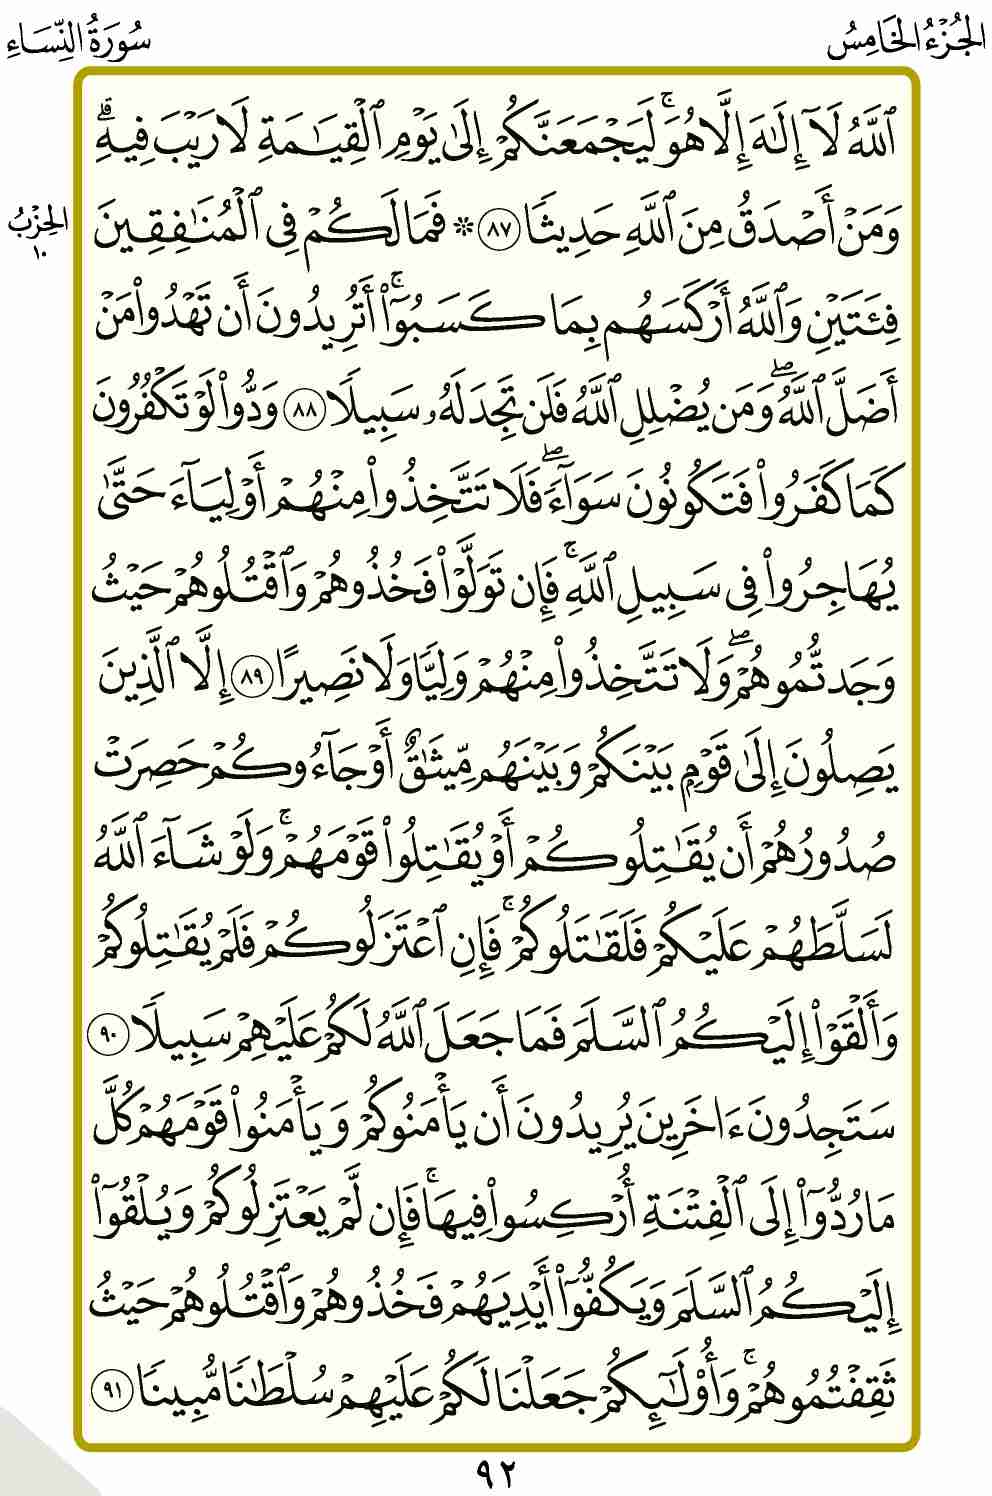 الجُزْءُ الخَامِسُ
سُورَةُ النِّسَاءِ
ٱللَّهُ لَآ إِلَٰهَ إِلَّا هُوَۚ لَيَجْمَعَنَّكُمْ إِلَىٰ يَوْمِ ٱلْقِيَٰمَةِ لَا رَيْبَ فِيهِۗ
وَمَنْ أَصْدَقُ مِنَ ٱللَّهِ حَدِيثًا ٨٧ * فَمَا لَكُمْ فِى ٱلْمُنَٰفِقِينَ
الحِزْبُ
١٠
فِئَتَيْنِ وَٱللَّهُ أَرْكَسَهُم بِمَا كَسَبُوٓا۟ۚ أَتُرِيدُونَ أَن تَهْدُوا۟ مَنْ
أَضَلَّ ٱللَّهُۖ وَمَن يُضْلِلِ ٱللَّهُ فَلَن تَجِدَ لَهُۥ سَبِيلًا ٨٨ وَدُّوا۟ لَوْ تَكْفُرُونَ
كَمَا كَفَرُوا۟ فَتَكُونُونَ سَوَآءًۖ فَلَا تَتَّخِذُوا۟ مِنْهُمْ أَوْلِيَآءَ حَتَّىٰ
يُهَاجِرُوا۟ فِى سَبِيلِ ٱللَّهِۚ فَإِن تَوَلَّوْا۟ فَخُذُوهُمْ وَٱقْتُلُوهُمْ حَيْثُ
وَجَدتُّمُوهُمْۖ وَلَا تَتَّخِذُوا۟ مِنْهُمْ وَلِيًّا وَلَا نَصِيرًا ٨٩ إِلَّا ٱلَّذِينَ
يَصِلُونَ إِلَىٰ قَوْمٍۭ بَيْنَكُمْ وَبَيْنَهُم مِّيثَٰقٌ أَوْ جَآءُوكُمْ حَصِرَتْ
صُدُورُهُمْ أَن يُقَٰتِلُوكُمْ أَوْ يُقَٰتِلُوا۟ قَوْمَهُمْۚ وَلَوْ شَآءَ ٱللَّهُ
لَسَلَّطَهُمْ عَلَيْكُمْ فَلَقَٰتَلُوكُمْۚ فَإِنِ ٱعْتَزَلُوكُمْ فَلَمْ يُقَٰتِلُوكُمْ
وَأَلْقَوْا۟ إِلَيْكُمُ ٱلسَّلَمَ فَمَا جَعَلَ ٱللَّهُ لَكُمْ عَلَيْهِمْ سَبِيلًا ٩٠
سَتَجِدُونَ ءَاخَرِينَ يُرِيدُونَ أَن يَأْمَنُوكُمْ وَيَأْمَنُوا۟ قَوْمَهُمْ كُلَّ
مَا رُدُّوٓا۟ إِلَى ٱلْفِتْنَةِ أُرْكِسُوا۟ فِيهَاۚ فَإِن لَّمْ يَعْتَزِلُوكُمْ وَيُلْقُوٓا۟
إِلَيْكُمُ ٱلسَّلَمَ وَيَكُفُّوٓا۟ أَيْدِيَهُمْ فَخُذُوهُمْ وَٱقْتُلُوهُمْ حَيْثُ
ثَقِفْتُمُوهُمْۚ وَأُو۟لَٰٓئِكُمْ جَعَلْنَا لَكُمْ عَلَيْهِمْ سُلْطَٰنًا مُّبِينًا ٩١
٩٢